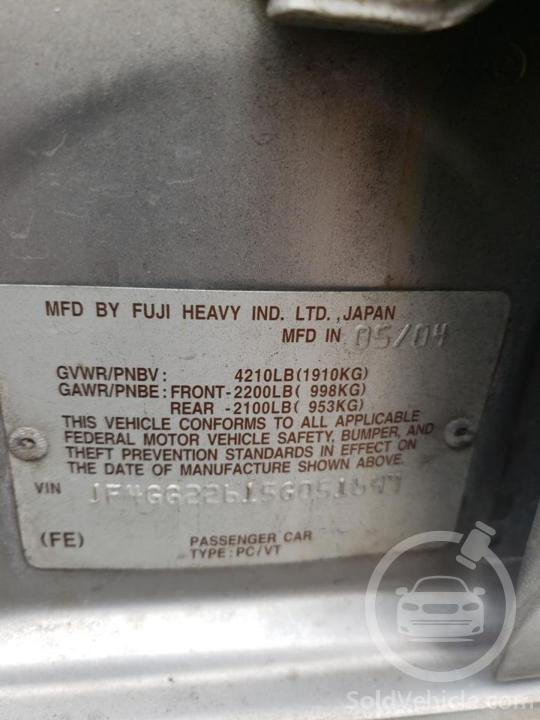 MFD BY FUJI HEAVY IND. LTD.,JAPAN
MFD IN 05/04
GVWR/PNBV: 4210LB(1910KG)
GAWR/PNBE: FRONT-2200LB( 998KG)
REAR -2100LB( 953KG)
THIS VEHICLE CONFORMS TO ALL APPLICABLE
FEDERAL MOTOR VEHICLE SAFETY, BUMPER, AND
THEFT PREVENTION STANDARDS IN EFFECT ON
THE DATE OF MANUFACTURE SHOWN ABOVE.
VIN
(FE) PASSENGER CAR
TYPE: PC/VT
SoldVehicle.com